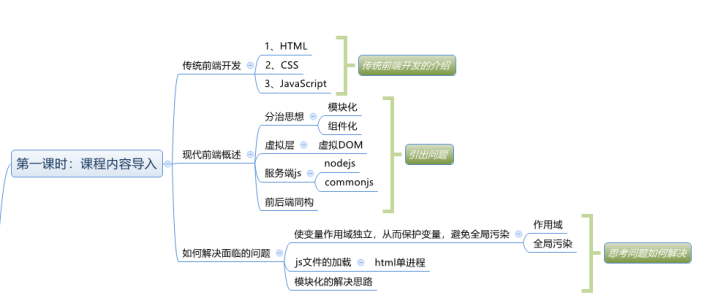 第一课时：课程内容导入
传统前端开发
1、HTML
2、CSS
3、JavaScript
传统前端开发的介绍
现代前端概述
分治思想
模块化
组件化
虚拟层
虚拟DOM
服务端js
nodejs
commonjs
前后端同构
引出问题
如何解决面临的问题
使变量作用域独立，从而保护变量，避免全局污染
作用域
全局污染
js文件的加载
html单进程
模块化的解决思路
思考问题如何解决